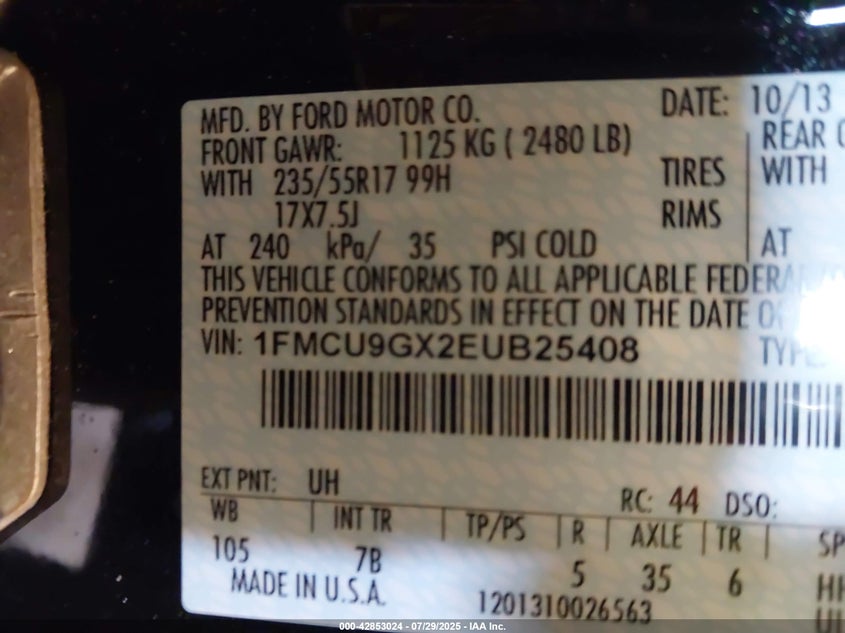 MFD. BY FORD MOTOR CO. DATE: 10/13
FRONT GAWR: 1125 KG ( 2480 LB) REAR
WITH 235/55R17 99H TIRES WITH
17X7.5J RIMS
AT 240 kPa/ 35 PSI COLD AT
THIS VEHICLE CONFORMS TO ALL APPLICABLE FEDERA
PREVENTION STANDARDS IN EFFECT ON THE DATE O
VIN: 1FMCU9GX2EUB25408 TYPE
EXT PNT: UH RC: 44 DSO:
WB INT TR TP/PS R AXLE TR SP
105 7B 5 35 6
MADE IN U.S.A. 1201310026563
000-42853024 | 07/29/2025 - IAA Inc.